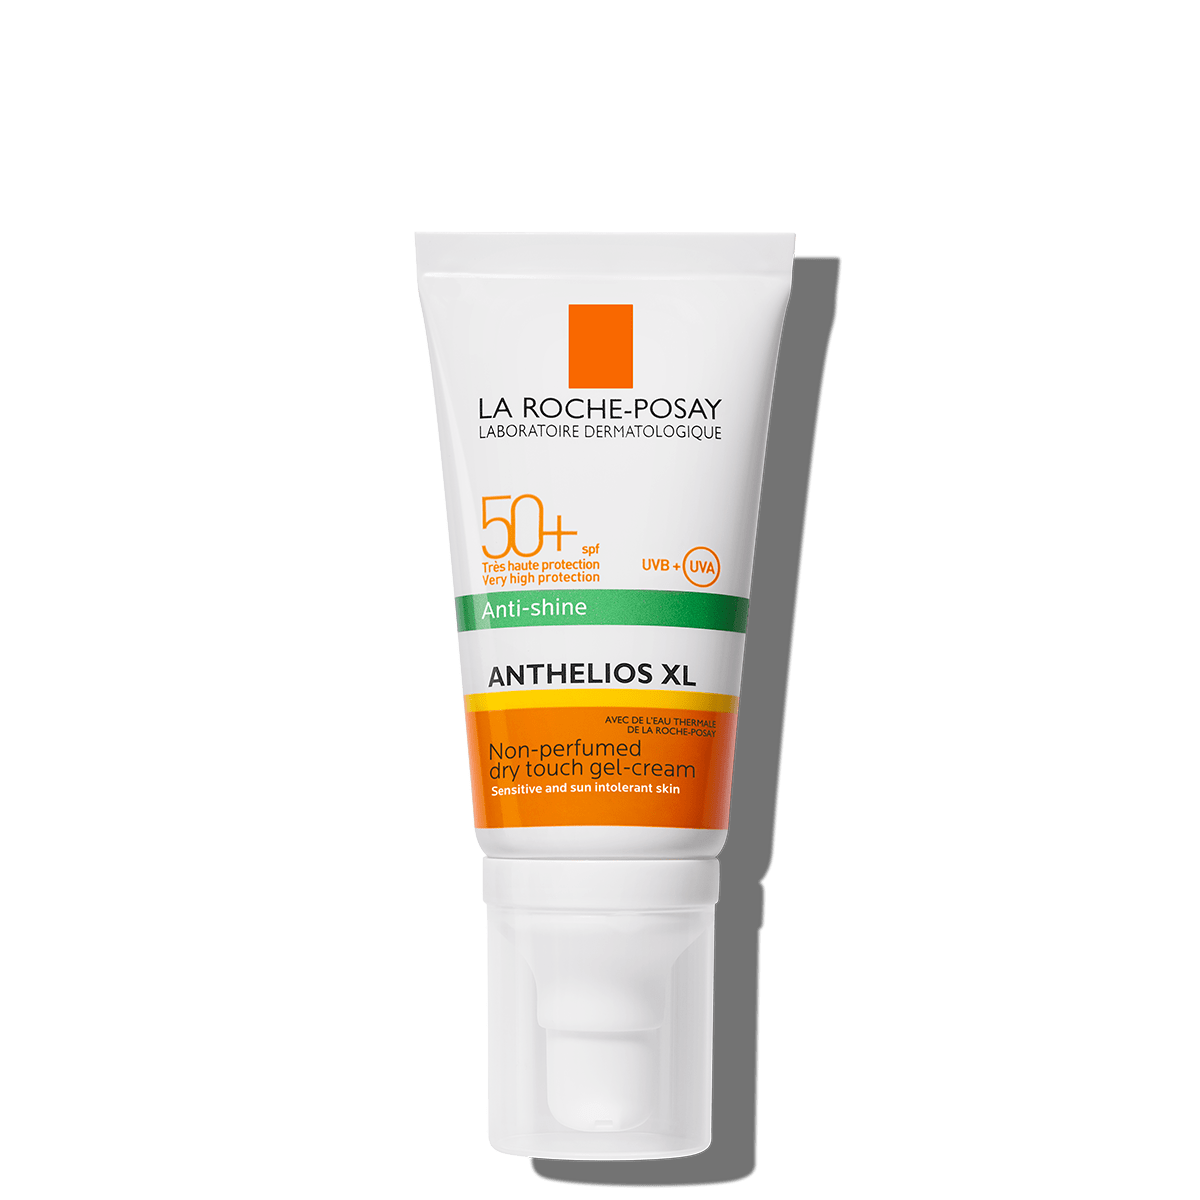 LA ROCHE-POSAY
LABORATOIRE DERMATOLOGIQUE
50+ spf
Très haute protection
Very high protection
UVB + UVA
Anti-shine
ANTHELIOS XL
AVEC DE L'EAU THERMALE
DE LA ROCHE-POSAY
Non-perfumed
dry touch gel-cream
Sensitive and sun intolerant skin